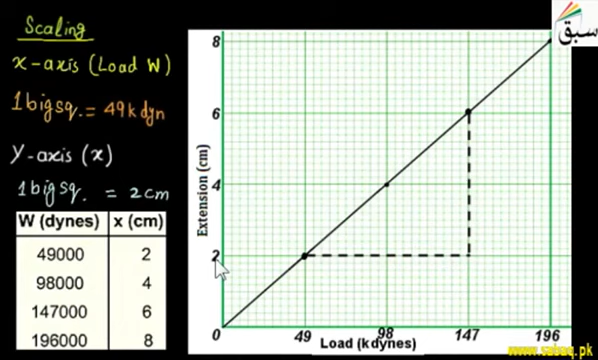 Scaling
x-axis (Load W)
1 big sq. = 49k dyn
Y-axis (x)
1 big sq. = 2 cm
W (dynes) x (cm)
49000 2
98000 4
147000 6
196000 8
Extension (cm)
8
6
4
2
0 49 98 147 196
Load (k dynes)
سبق
www.sabaq.pk